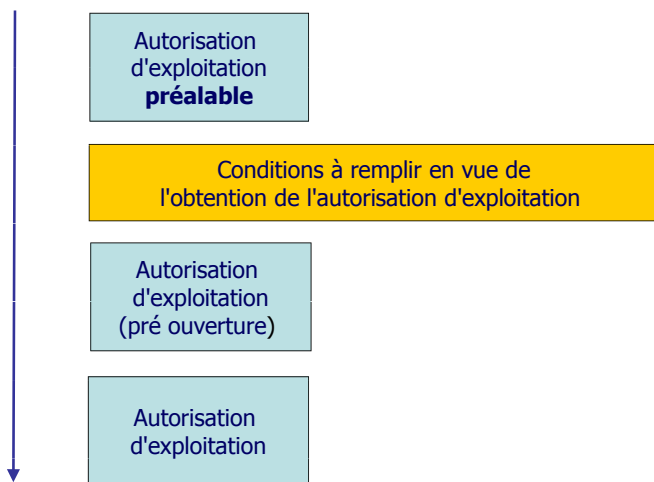 Autorisation
d'exploitation
préalable
Conditions à remplir en vue de
l'obtention de l'autorisation d'exploitation
Autorisation
d'exploitation
(pré ouverture)
Autorisation
d'exploitation